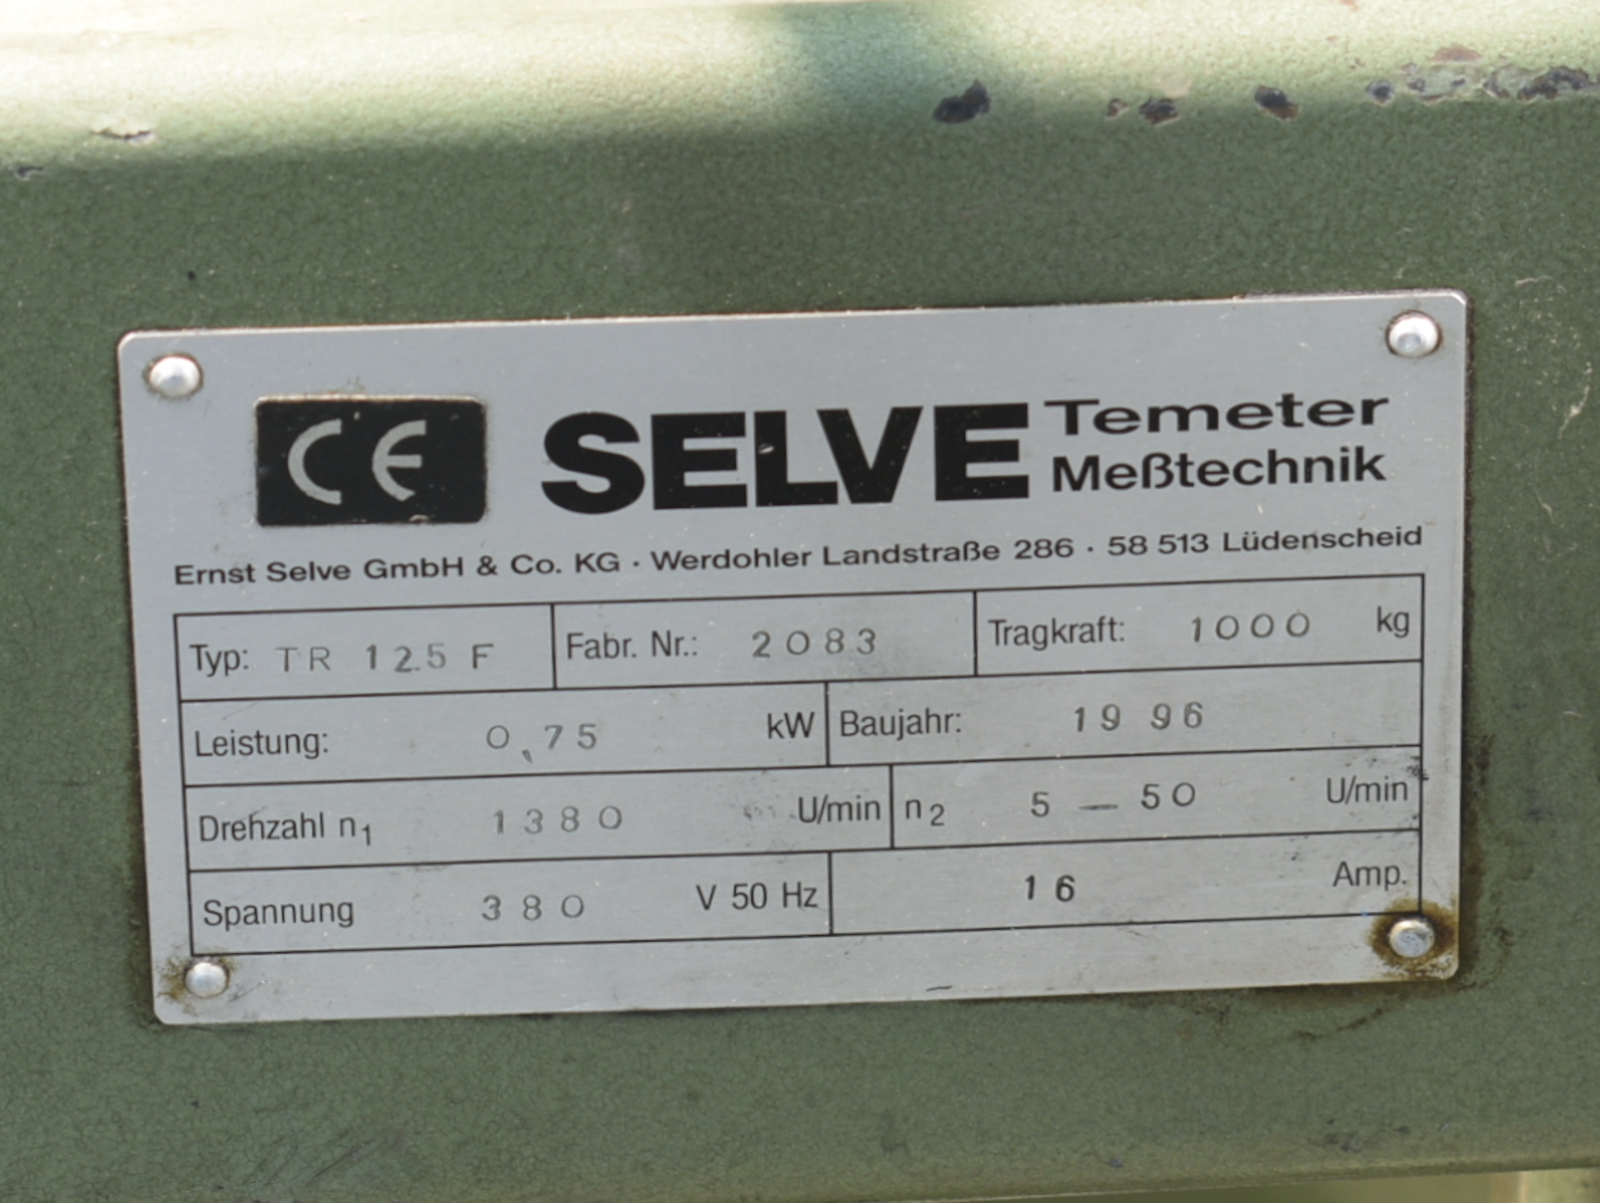 CE SELVE Temeter
Meßtechnik
Ernst Selve GmbH & Co. KG · Werdohler Landstraße 286 · 58 513 Lüdenscheid
Typ: TR 125 F Fabr. Nr.: 2083 Tragkraft: 1000 kg
Leistung: 0,75 kW Baujahr: 1996
Drehzahl n1 1380 U/min n2 5 — 50 U/min
Spannung 380 V 50 Hz 16 Amp.